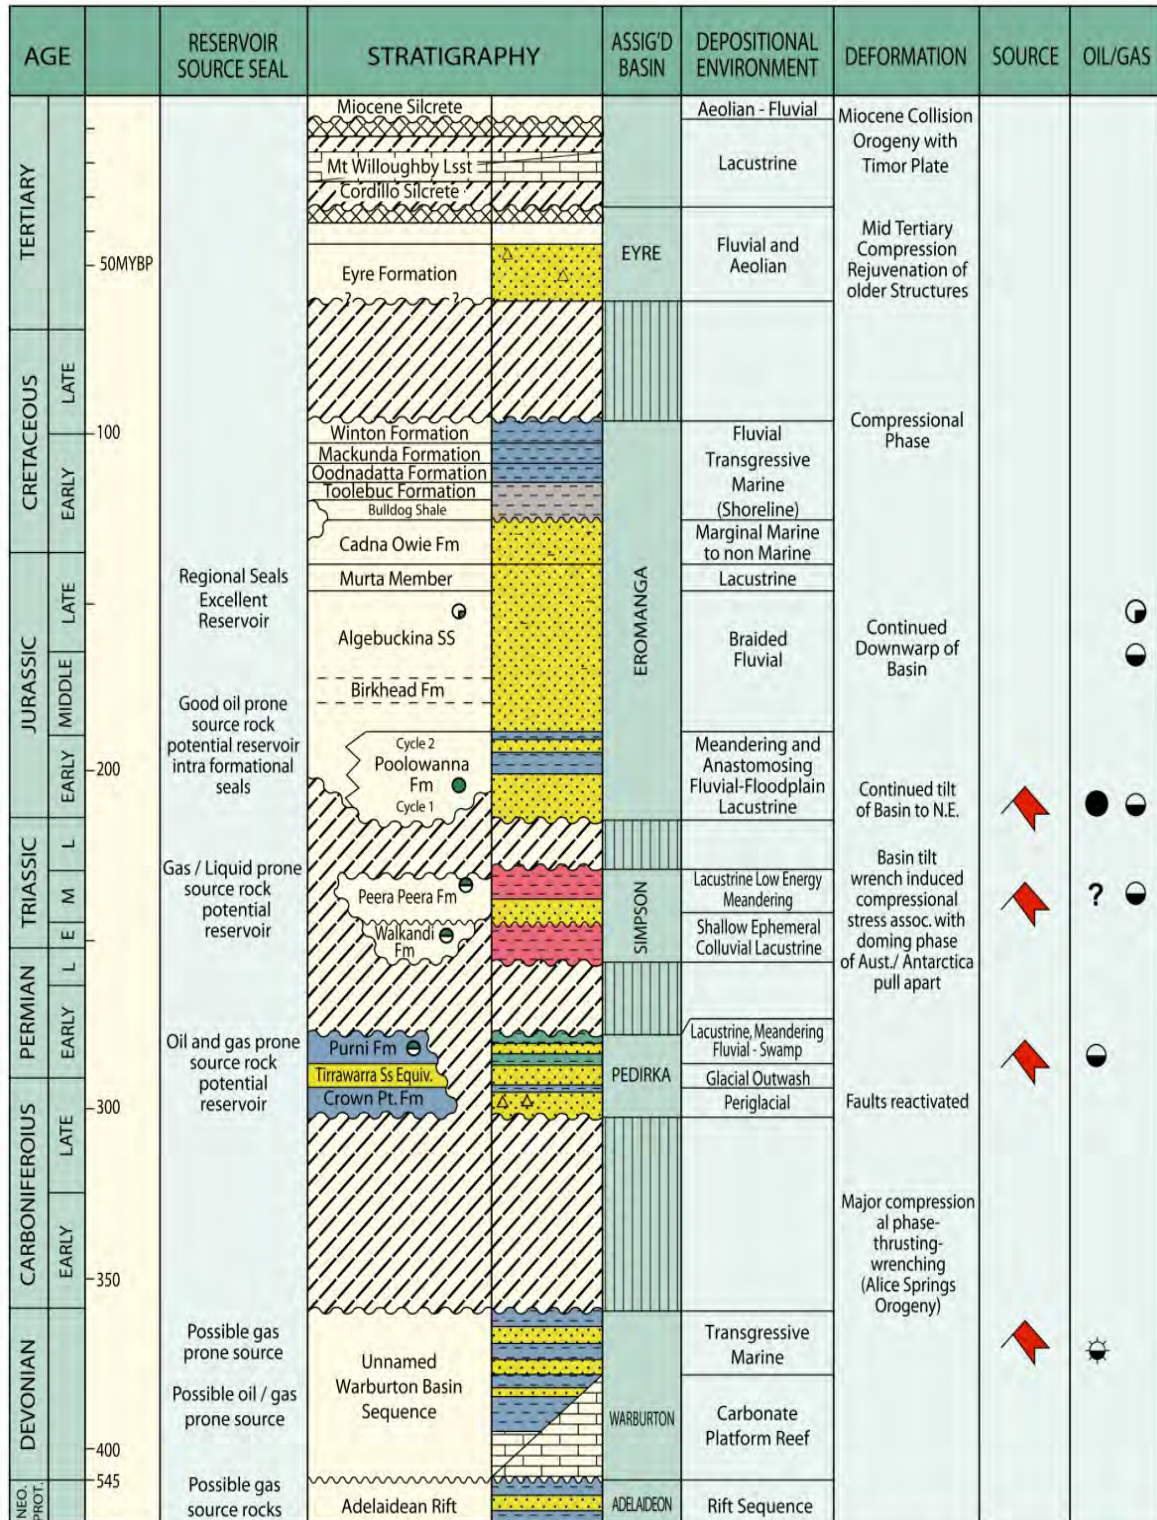 AGE
RESERVOIR
SOURCE SEAL
STRATIGRAPHY
ASSIG'D
BASIN
DEPOSITIONAL
ENVIRONMENT
DEFORMATION
SOURCE
OIL/GAS
TERTIARY
CRETACEOUS
LATE
EARLY
JURASSIC
LATE
MIDDLE
EARLY
TRIASSIC
L
M
E
PERMIAN
L
EARLY
CARBONIFEROUS
LATE
EARLY
DEVONIAN
NEO.
PROT.
50MYBP
100
200
300
350
400
545
Regional Seals
Excellent
Reservoir
Good oil prone
source rock
potential reservoir
intra formational
seals
Gas / Liquid prone
source rock
potential
reservoir
Oil and gas prone
source rock
potential
reservoir
Possible gas
prone source
Possible oil / gas
prone source
Possible gas
source rocks
Miocene Silcrete
Mt Willoughby Lsst
Cordillo Silcrete
Eyre Formation
? ?
Winton Formation
Mackunda Formation
Oodnadatta Formation
Toolebuc Formation
Bulldog Shale
Cadna Owie Fm
Murta Member
Algebuckina SS
Birkhead Fm
Cycle 2
Poolowanna
Fm
Cycle 1
Peera Peera Fm
Walkandi
Fm
Purni Fm
Tirrawarra Ss Equiv.
Crown Pt. Fm
Unnamed
Warburton Basin
Sequence
Adelaidean Rift
EYRE
EROMANGA
SIMPSON
PEDIRKA
WARBURTON
ADELAIDEON
Aeolian - Fluvial
Lacustrine
Fluvial and
Aeolian
Fluvial
Transgressive
Marine
(Shoreline)
Marginal Marine
to non Marine
Lacustrine
Braided
Fluvial
Meandering and
Anastomosing
Fluvial-Floodplain
Lacustrine
Lacustrine Low Energy
Meandering
Shallow Ephemeral
Colluvial Lacustrine
Lacustrine, Meandering
Fluvial - Swamp
Glacial Outwash
Periglacial
Transgressive
Marine
Carbonate
Platform Reef
Rift Sequence
Miocene Collision
Orogeny with
Timor Plate
Mid Tertiary
Compression
Rejuvenation of
older Structures
Compressional
Phase
Continued
Downwarp of
Basin
Continued tilt
of Basin to N.E.
Basin tilt
wrench induced
compressional
stress assoc. with
doming phase
of Aust./ Antarctica
pull apart
Faults reactivated
Major compression
al phase-
thrusting-
wrenching
(Alice Springs
Orogeny)
?